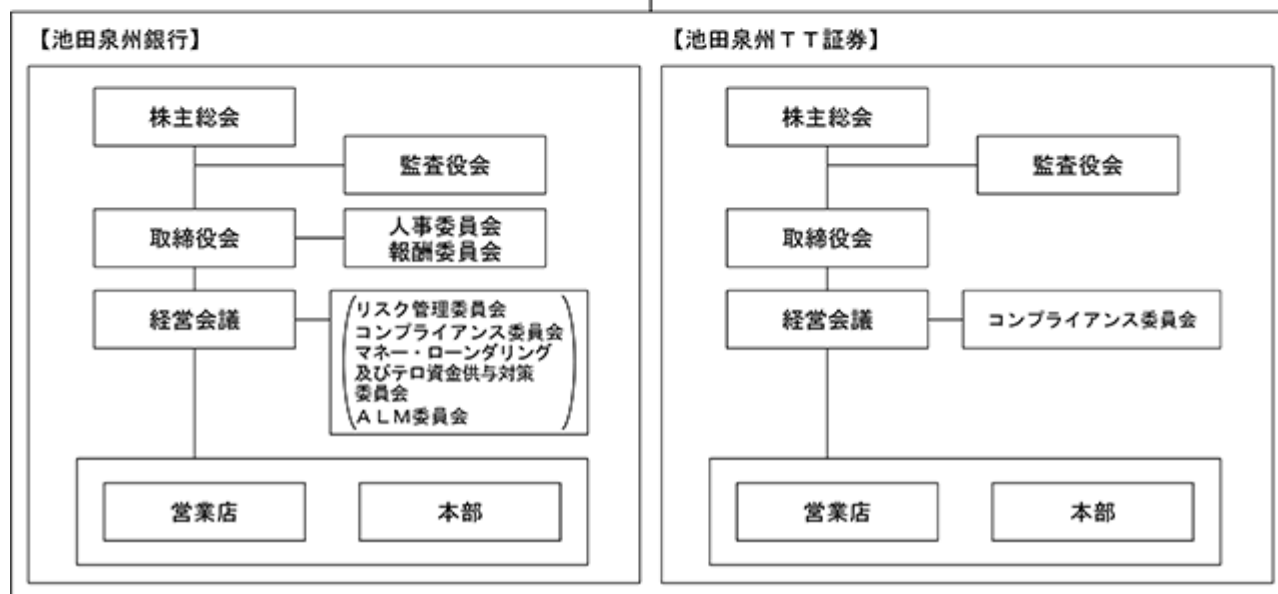 【池田泉州銀行】
株主総会
監査役会
取締役会
人事委員会
報酬委員会
経営会議
リスク管理委員会
コンプライアンス委員会
マネー・ローンダリング
及びテロ資金供与対策
委員会
ＡＬＭ委員会
営業店
本部
【池田泉州ＴＴ証券】
株主総会
監査役会
取締役会
経営会議
コンプライアンス委員会
営業店
本部